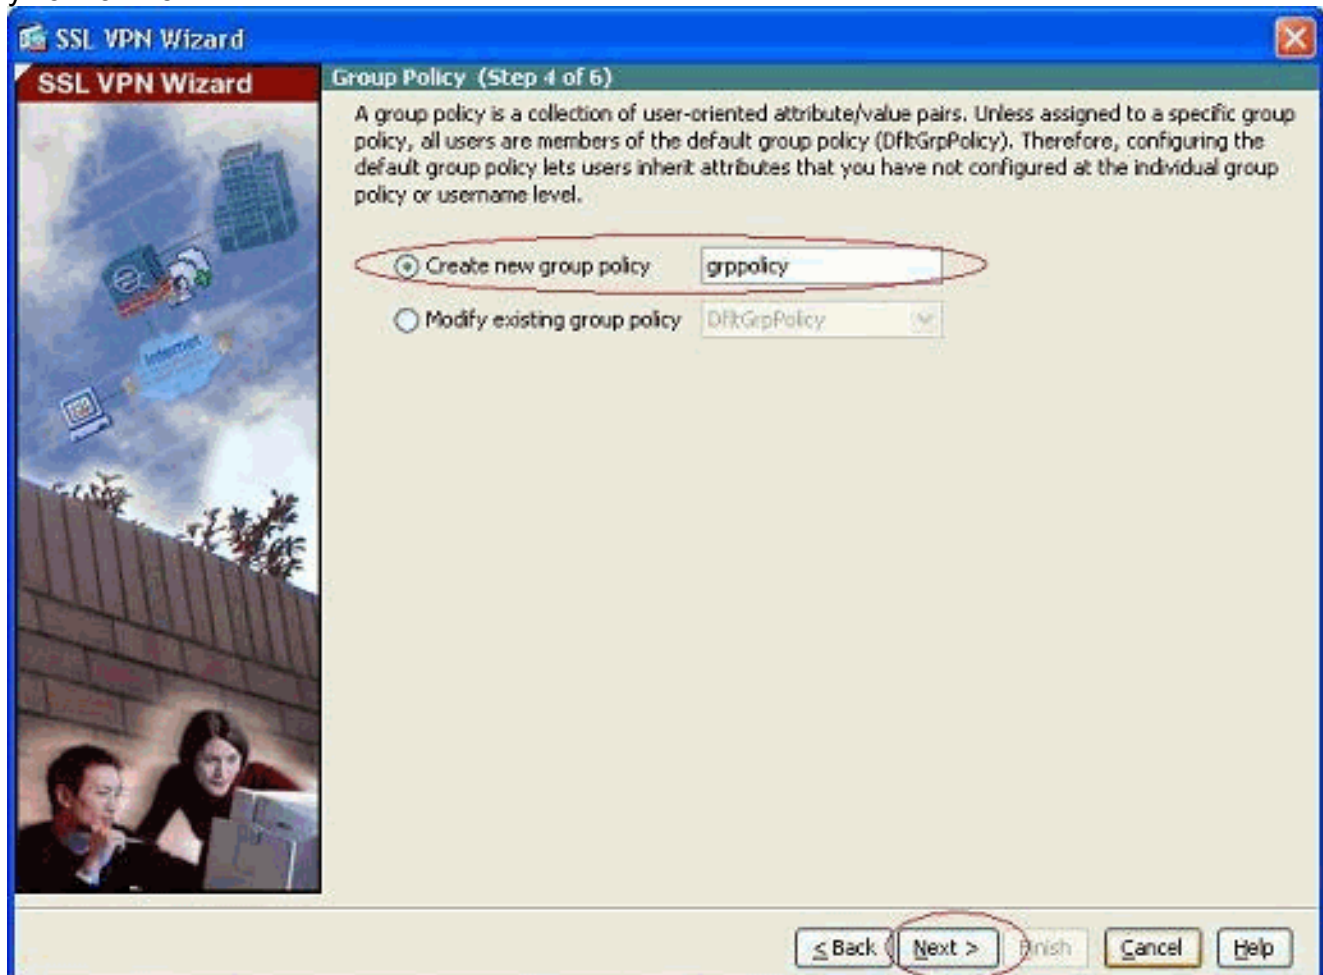 SSL VPN Wizard
SSL VPN Wizard
Group Policy (Step 4 of 6)
A group policy is a collection of user-oriented attribute/value pairs. Unless assigned to a specific group
policy, all users are members of the default group policy (DfltGrpPolicy). Therefore, configuring the
default group policy lets users inherit attributes that you have not configured at the individual group
policy or username level.
Create new group policy grppolicy
Modify existing group policy DfltGrpPolicy
Internet
< Back Next > Finish Cancel Help